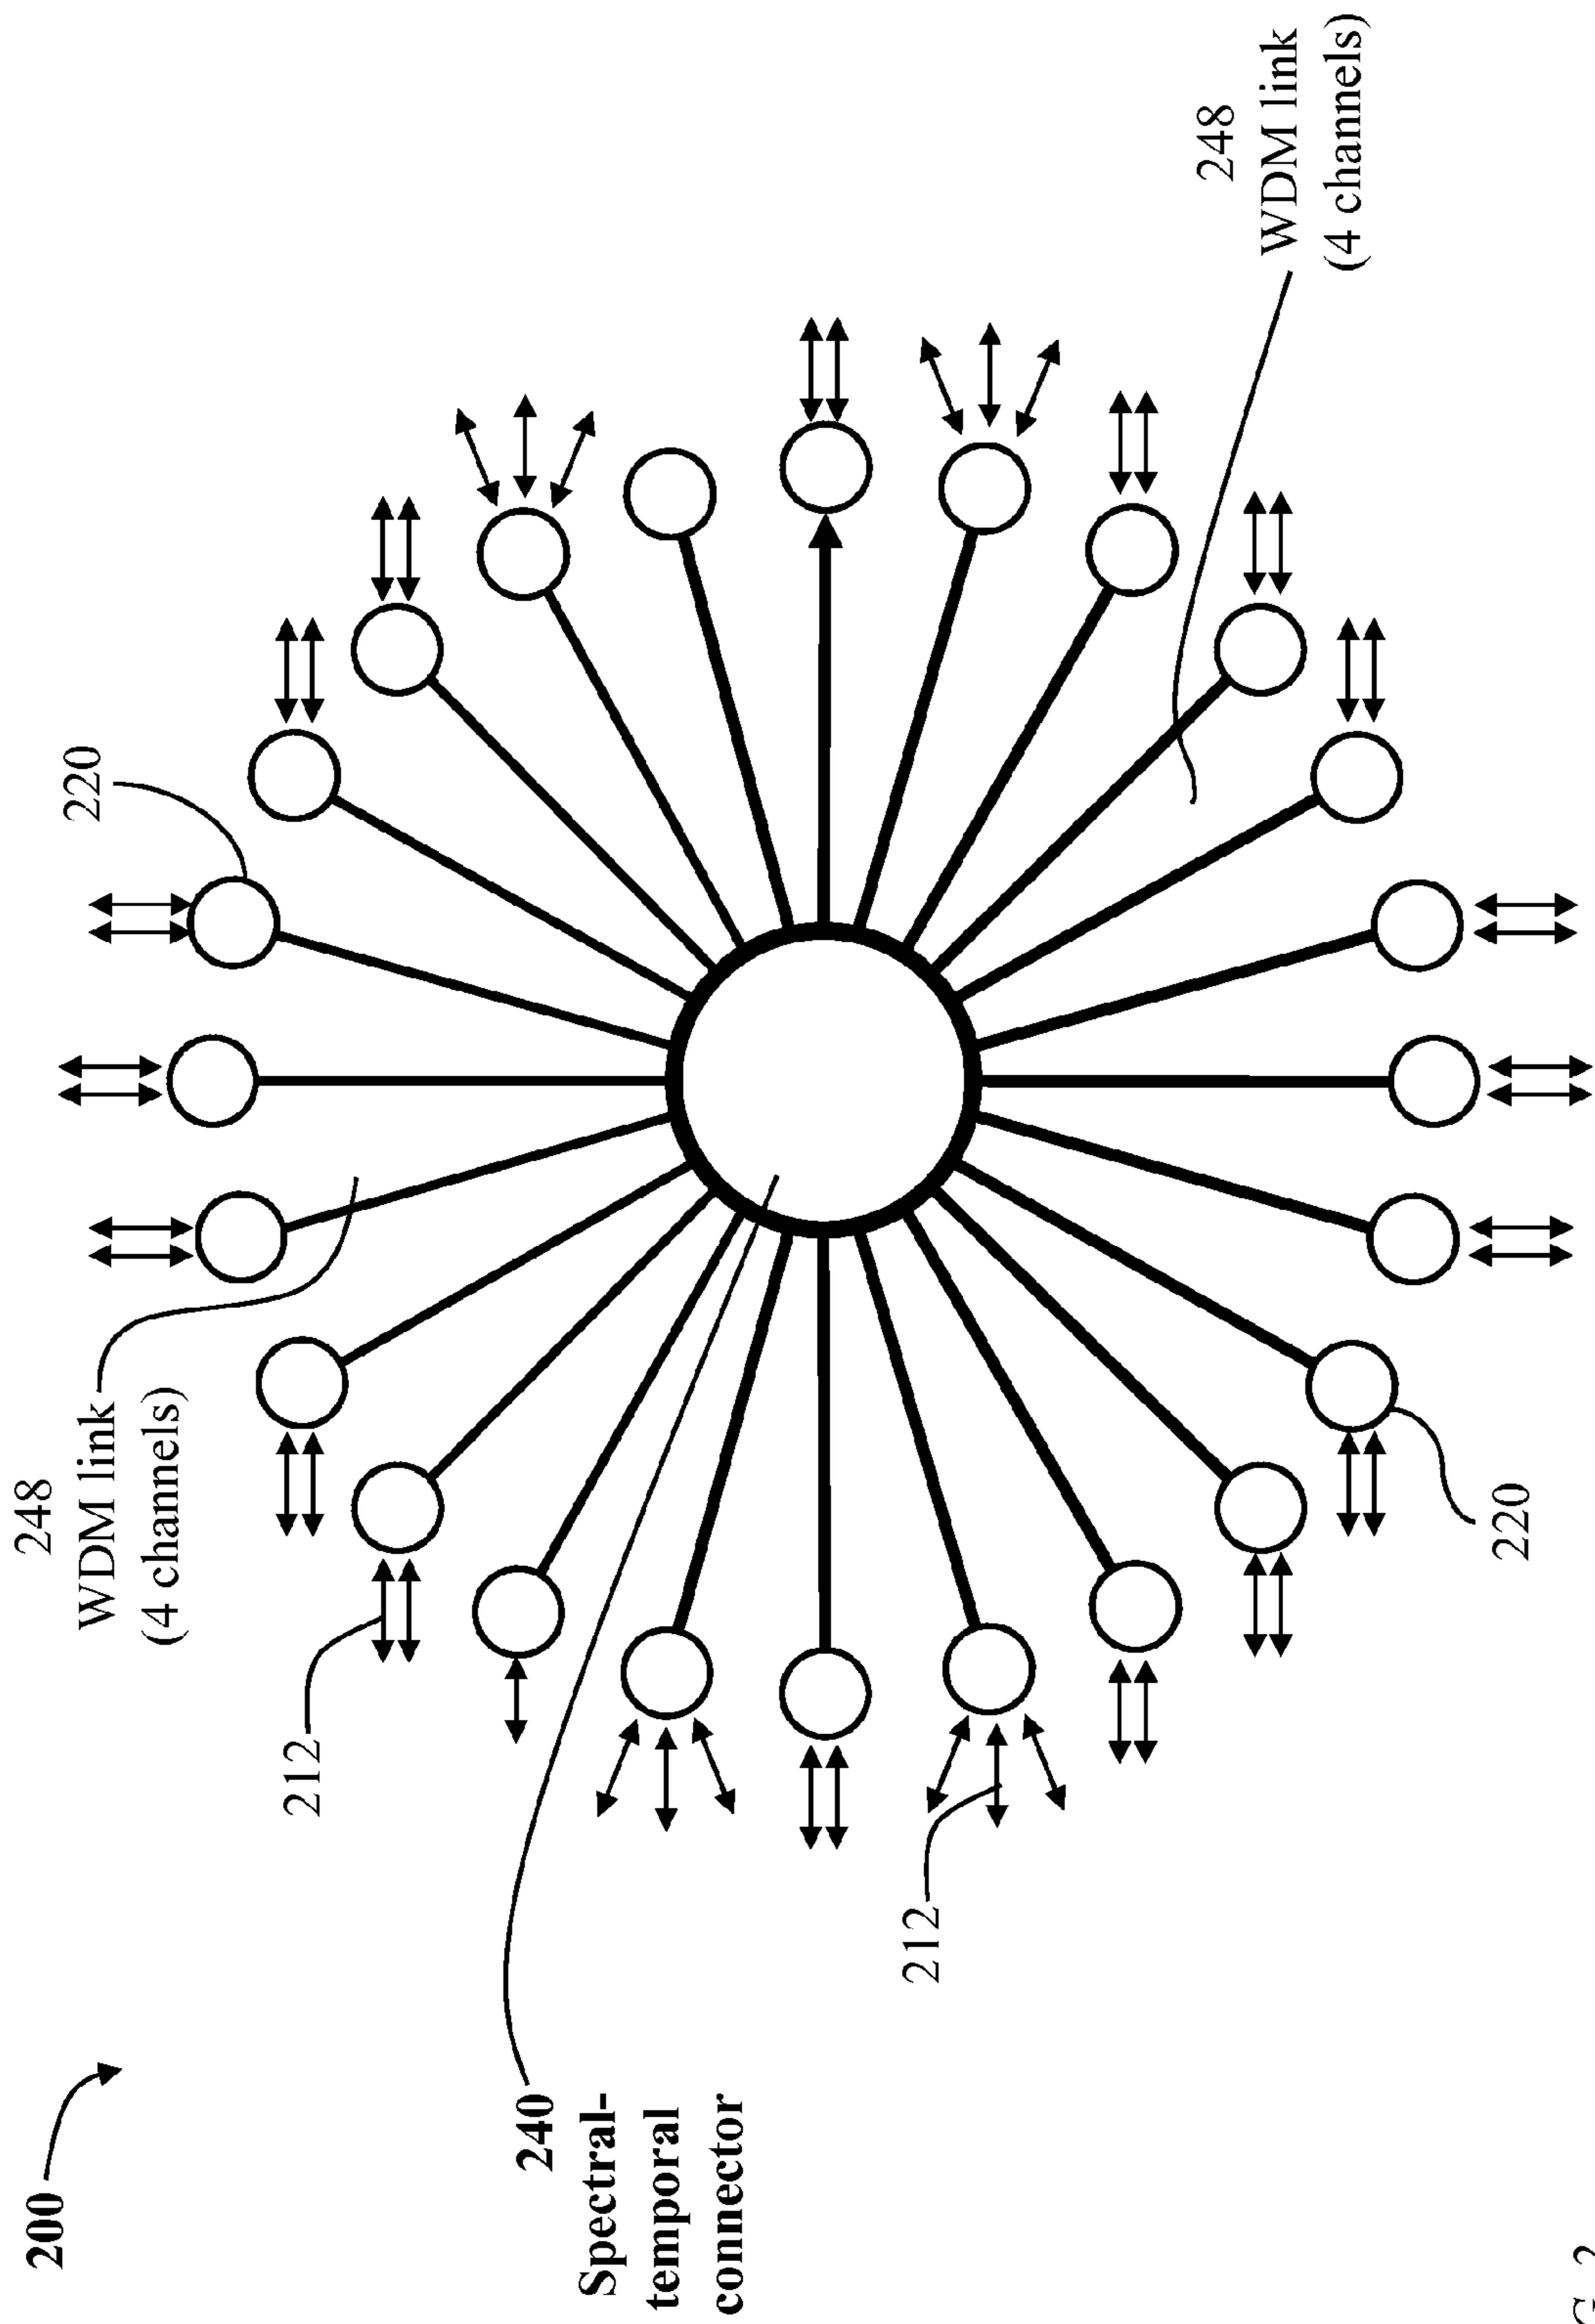 200
240
Spectral-
temporal
connector
212
212
248
WDM link
(4 channels)
220
220
248
WDM link
(4 channels)